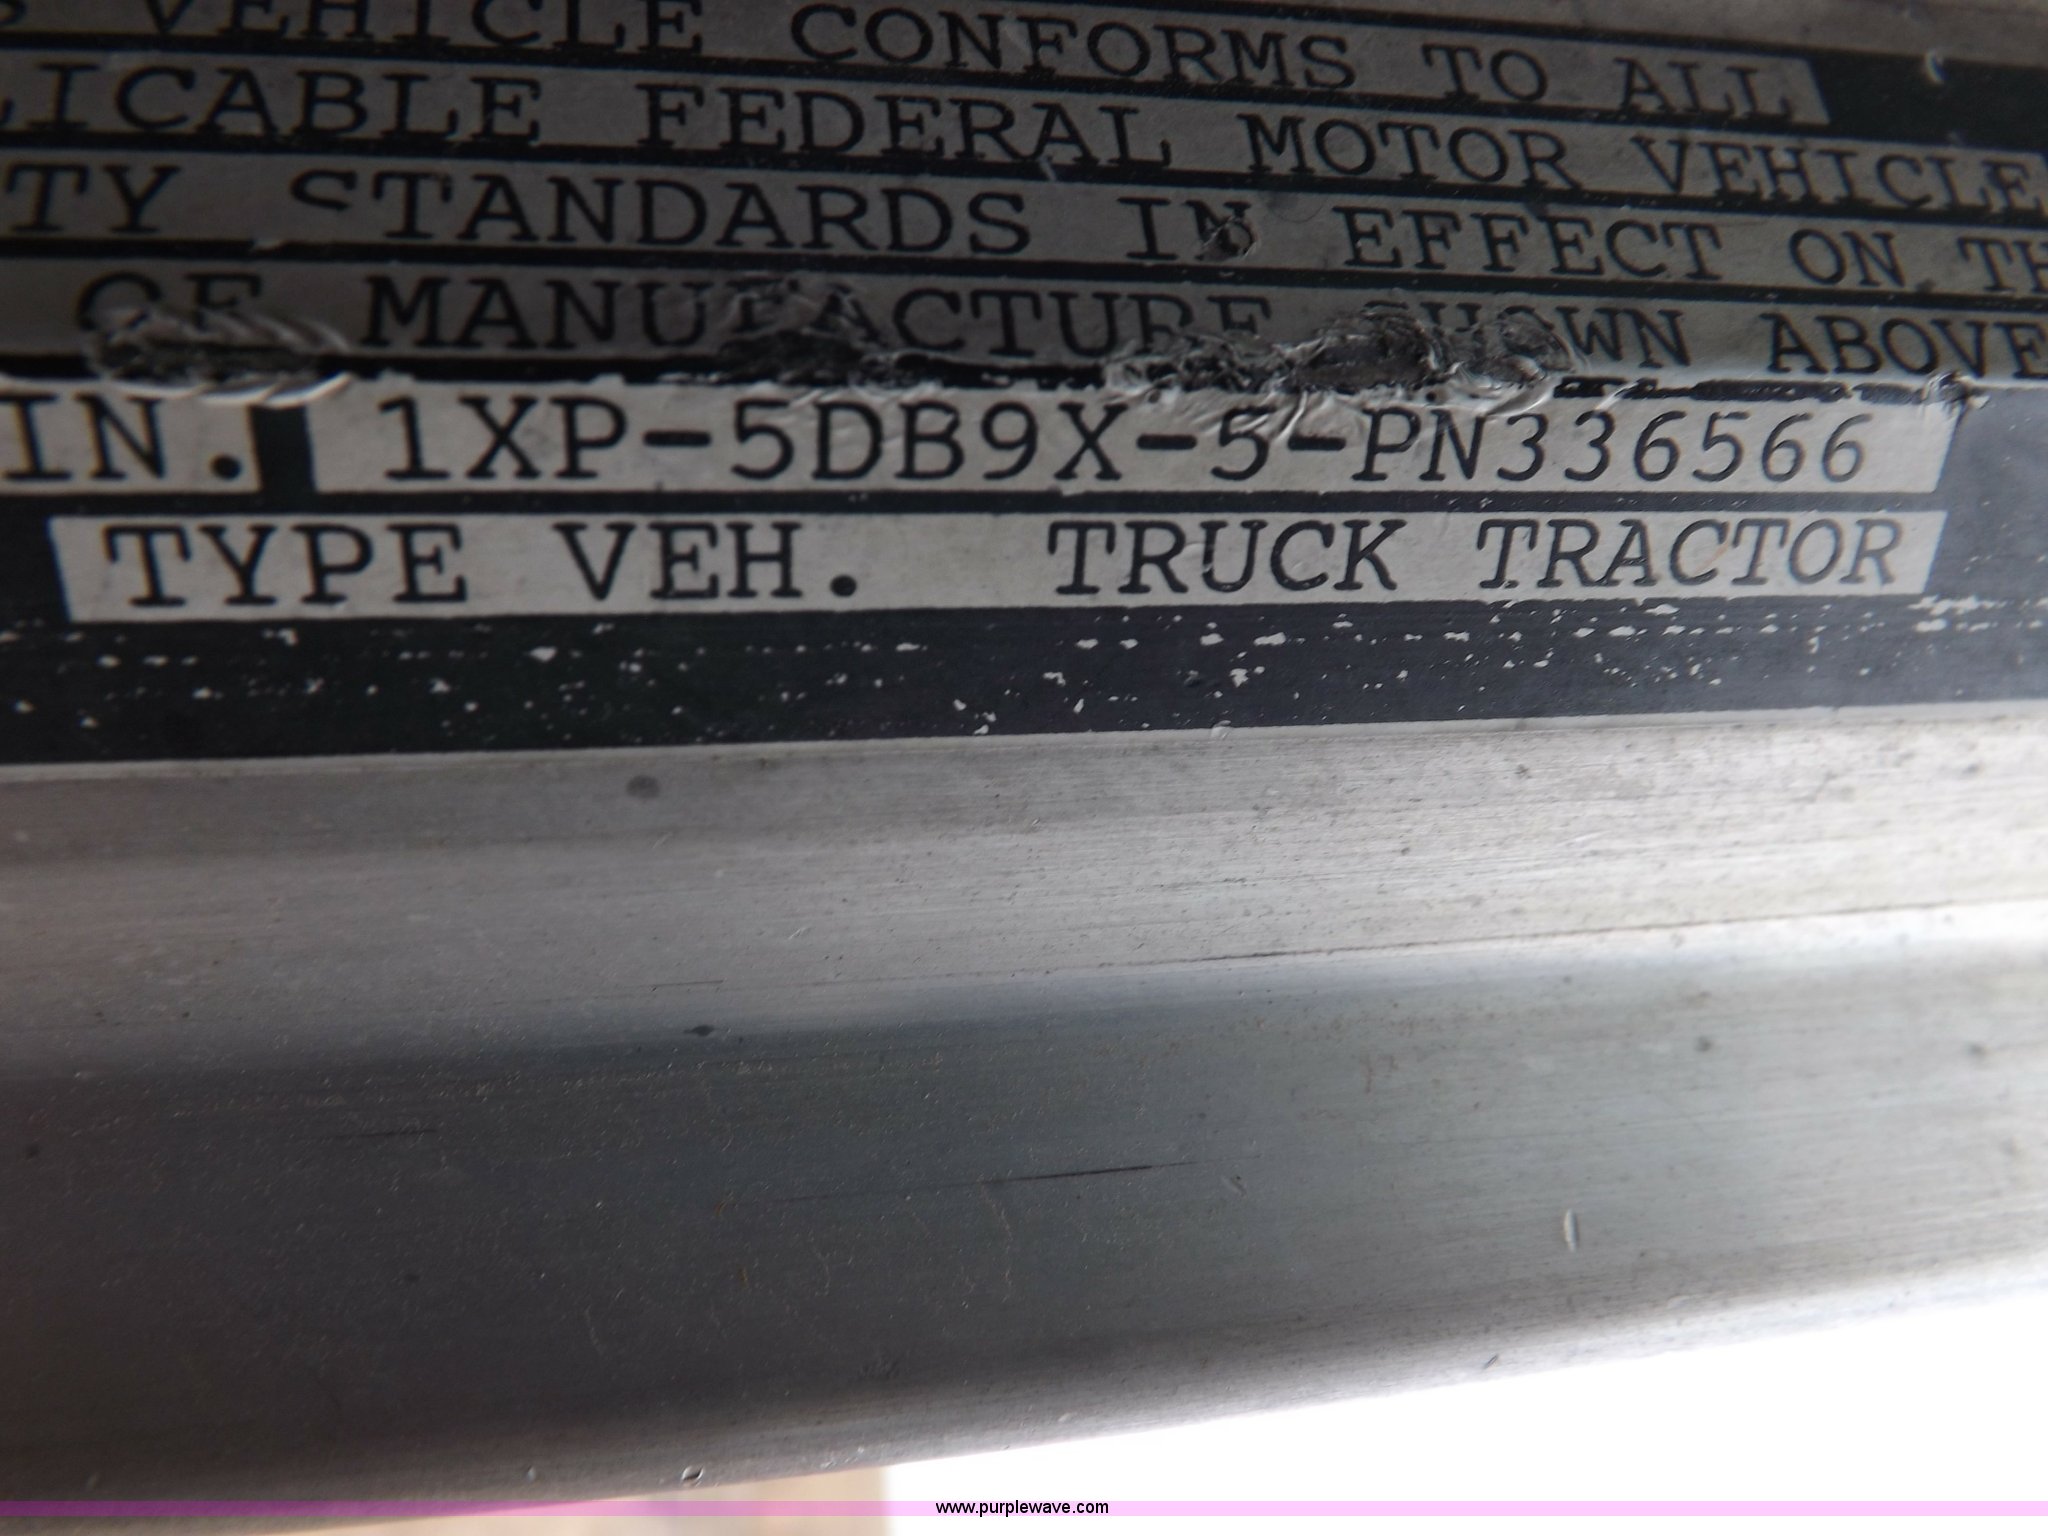 VEHICLE CONFORMS TO ALL
LICABLE FEDERAL MOTOR VEHICLE
TY STANDARDS IN EFFECT ON TH
OF MANUFACTURE SHOWN ABOVE
IN. 1XP-5DB9X-5-PN336566
TYPE VEH. TRUCK TRACTOR
www.purplewave.com